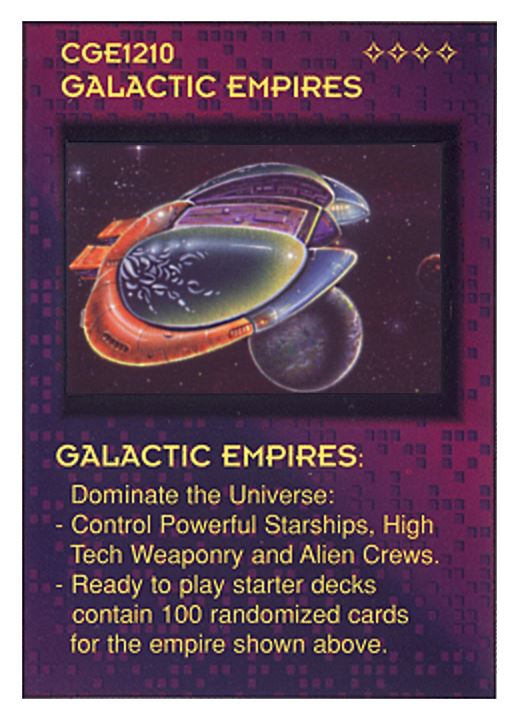 CGE1210
GALACTIC EMPIRES
GALACTIC EMPIRES:
Dominate the Universe:
- Control Powerful Starships, High
Tech Weaponry and Alien Crews.
- Ready to play starter decks
contain 100 randomized cards
for the empire shown above.